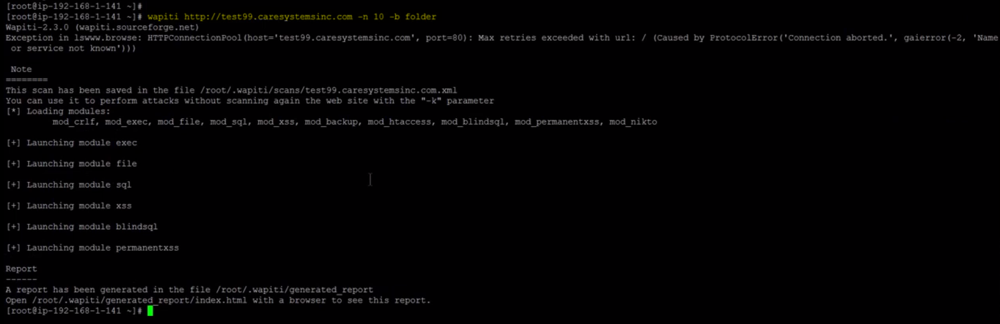 [root@ip-192-168-1-141 ~]#
[root@ip-192-168-1-141 ~]# wapiti http://test99.caresystemsinc.com -n 10 -b folder
Wapiti-2.3.0 (wapiti.sourceforge.net)
Exception in lswww.browse: HTTPConnectionPool(host='test99.caresystemsinc.com', port=80): Max retries exceeded with url: / (Caused by ProtocolError('Connection aborted.', gaierror(-2, 'Name
or service not known')))
Note
========
This scan has been saved in the file /root/.wapiti/scans/test99.caresystemsinc.com.xml
You can use it to perform attacks without scanning again the web site with the "-k" parameter
[*] Loading modules:
mod_crlf, mod_exec, mod_file, mod_sql, mod_xss, mod_backup, mod_htaccess, mod_blindsql, mod_permanentxss, mod_nikto
[+] Launching module exec
[+] Launching module file
[+] Launching module sql
[+] Launching module xss
[+] Launching module blindsql
[+] Launching module permanentxss
Report
------
A report has been generated in the file /root/.wapiti/generated_report
Open /root/.wapiti/generated_report/index.html with a browser to see this report.
[root@ip-192-168-1-141 ~]#